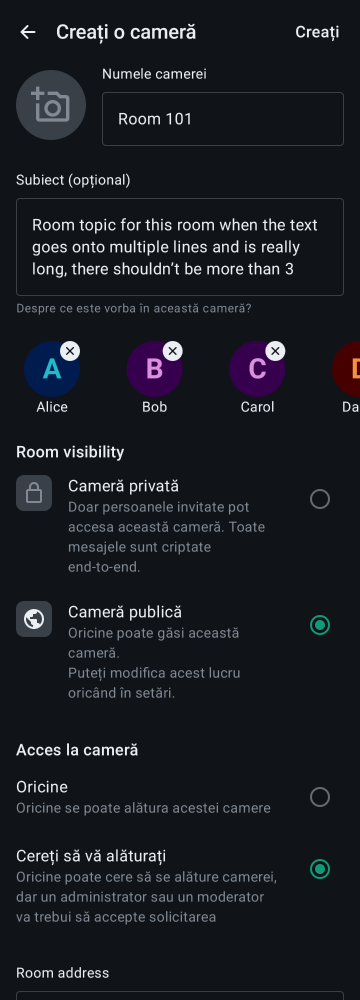 Creați o cameră
Creați
Numele camerei
Room 101
Subiect (opțional)
Room topic for this room when the text
goes onto multiple lines and is really
long, there shouldn’t be more than 3
Despre ce este vorba în această cameră?
A
B
C
D
Alice
Bob
Carol
Da
Room visibility
Cameră privată
Doar persoanele invitate pot
accesa această cameră. Toate
mesajele sunt criptate
end-to-end.
Cameră publică
Oricine poate găsi această
cameră.
Puteți modifica acest lucru
oricând în setări.
Acces la cameră
Oricine
Oricine se poate alătura acestei camere
Cereți să vă alăturați
Oricine poate cere să se alăture camerei,
dar un administrator sau un moderator
va trebui să accepte solicitarea
Room address